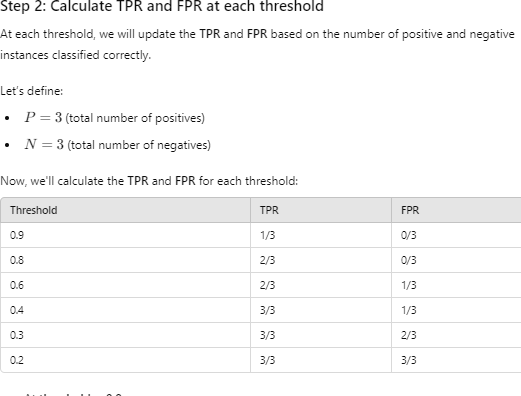 Step 2: Calculate TPR and FPR at each threshold
At each threshold, we will update the TPR and FPR based on the number of positive and negative
instances classified correctly.
Let's define:
• P = 3 (total number of positives)
• N = 3 (total number of negatives)
Now, we'll calculate the TPR and FPR for each threshold:
Threshold TPR FPR
0.9 1/3 0/3
0.8 2/3 0/3
0.6 2/3 1/3
0.4 3/3 1/3
0.3 3/3 2/3
0.2 3/3 3/3